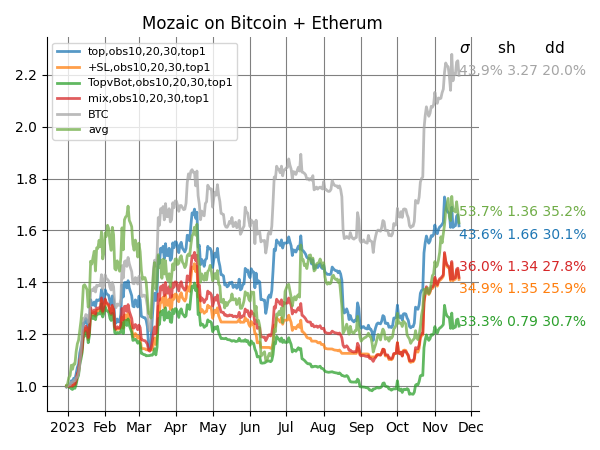 Mozaic on Bitcoin + Etherum
σ sh dd
top,obs10,20,30,top1
+SL,obs10,20,30,top1
TopvBot,obs10,20,30,top1
mix,obs10,20,30,top1
BTC
avg
2.2
2.0
1.8
1.6
1.4
1.2
1.0
43.9% 3.27 20.0%
53.7% 1.36 35.2%
43.6% 1.66 30.1%
36.0% 1.34 27.8%
34.9% 1.35 25.9%
33.3% 0.79 30.7%
2023 Feb Mar Apr May Jun Jul Aug Sep Oct Nov Dec